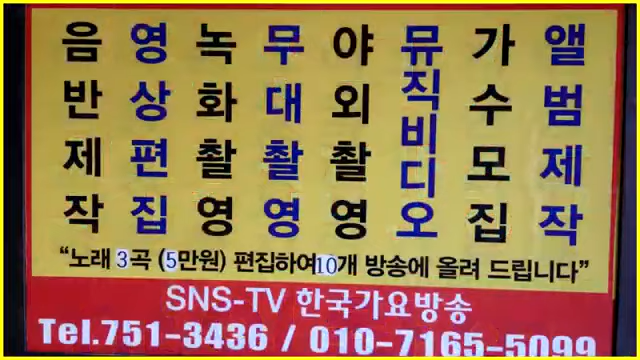 음반제작
영상편집
녹화촬영
무대촬영
야외촬영
뮤직비디오
가수모집
앨범제작
“노래 3곡 (5만원) 편집하여10개 방송에 올려 드립니다”
SNS-TV 한국가요방송
Tel.751-3436 / 010-7165-5099